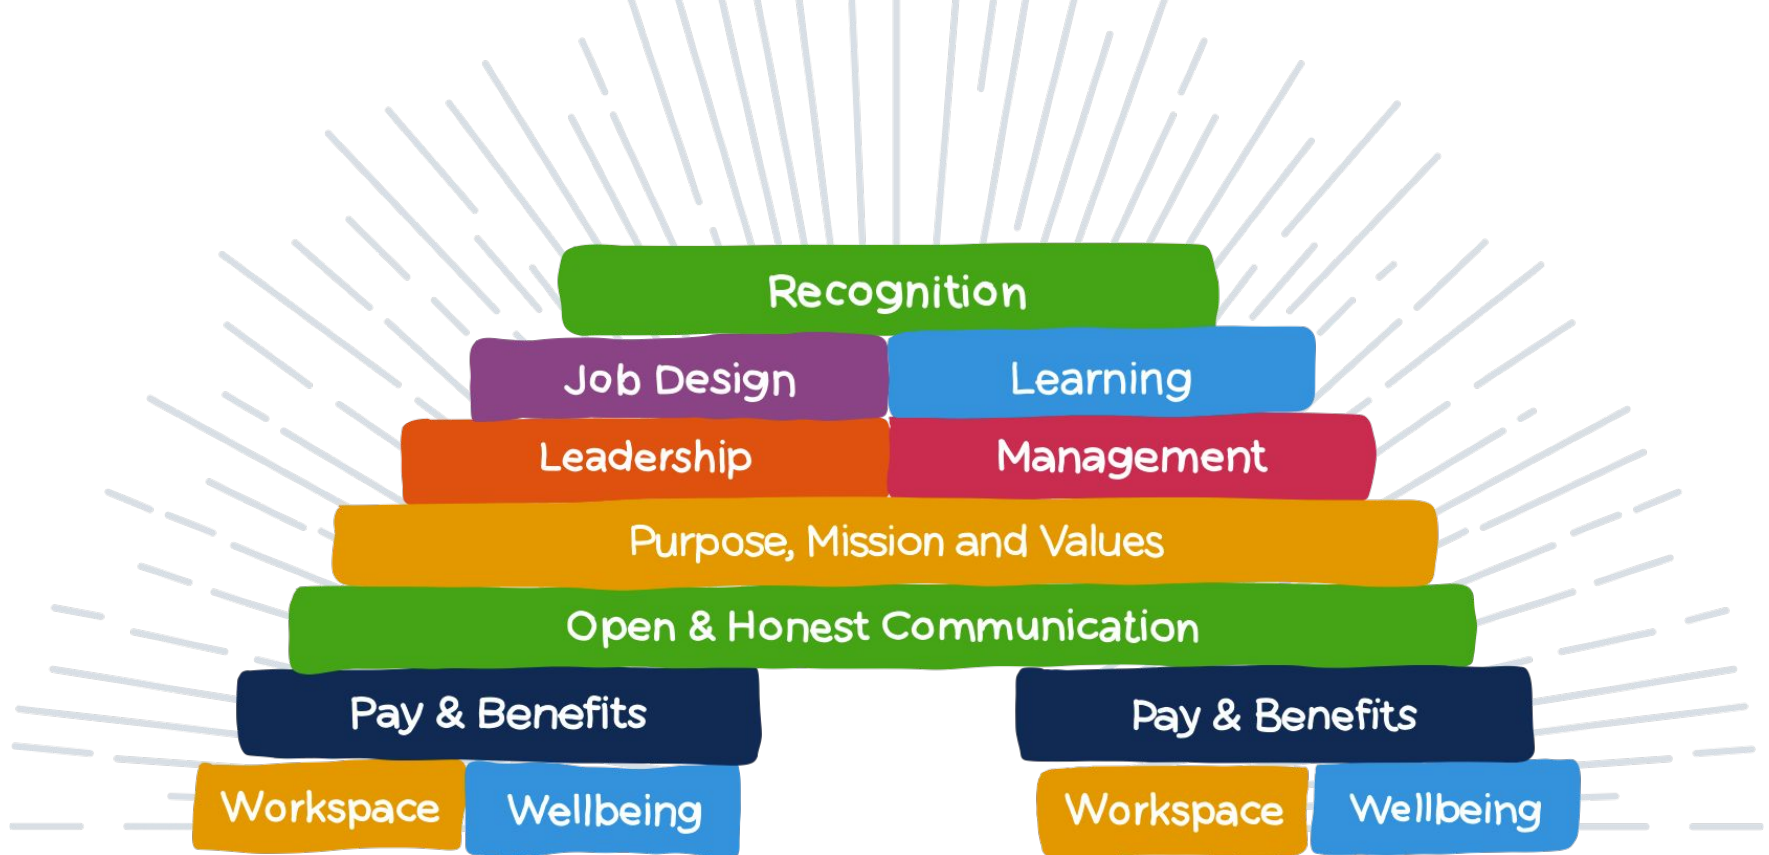 Recognition
Job Design
Learning
Leadership
Management
Purpose, Mission and Values
Open & Honest Communication
Pay & Benefits
Pay & Benefits
Workspace
Wellbeing
Workspace
Wellbeing